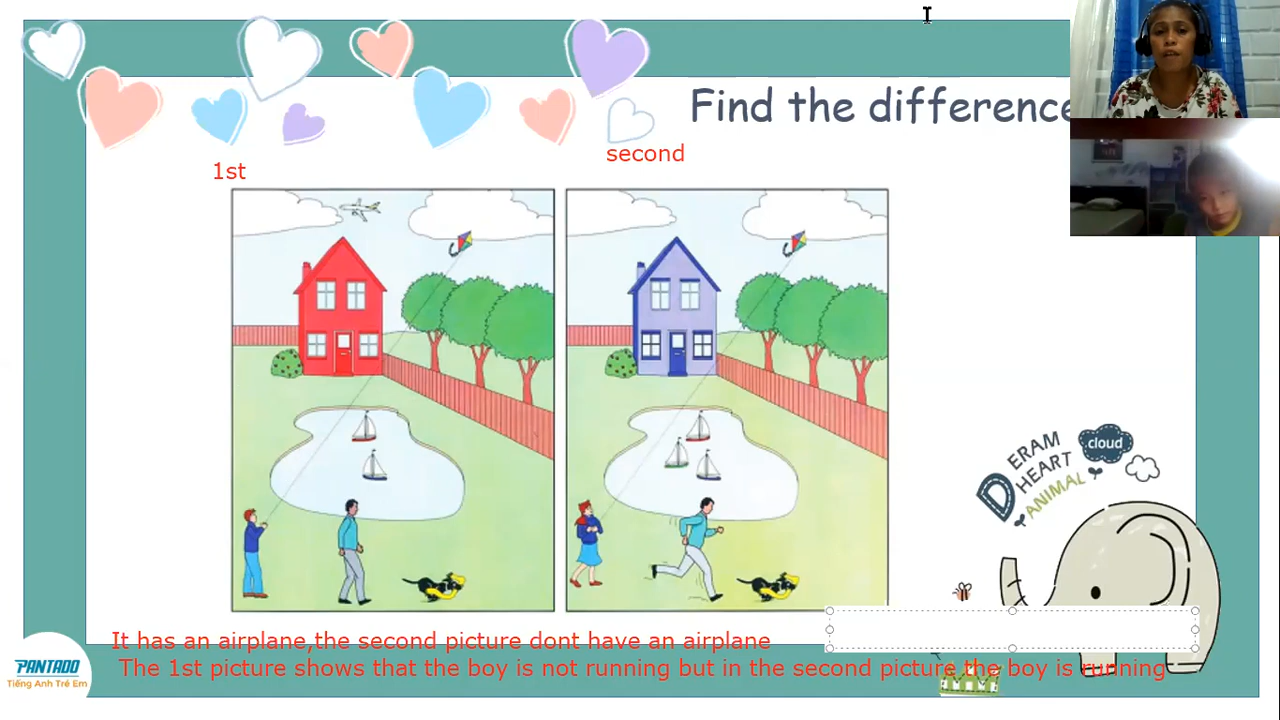 Find the difference
second
1st
cloud
DERAM
HEART
ANIMAL
It has an airplane,the second picture dont have an airplane
The 1st picture shows that the boy is not running but in the second picture the boy is running
PANTADO
Tiếng Anh Trẻ Em